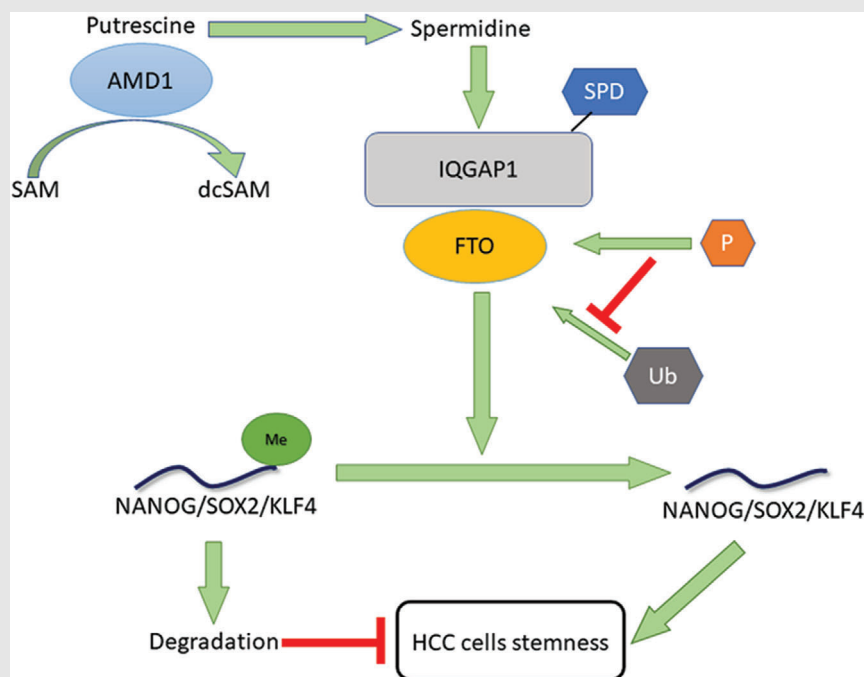 Putrescine
Spermidine
AMD1
SPD
SAM
dcSAM
IQGAP1
FTO
P
Ub
Me
NANOG/SOX2/KLF4
NANOG/SOX2/KLF4
Degradation
HCC cells stemness